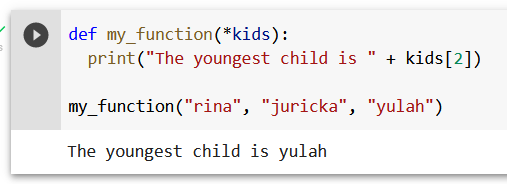 def my_function(*kids):
  print("The youngest child is " + kids[2])
my_function("rina", "juricka", "yulah")
The youngest child is yulah